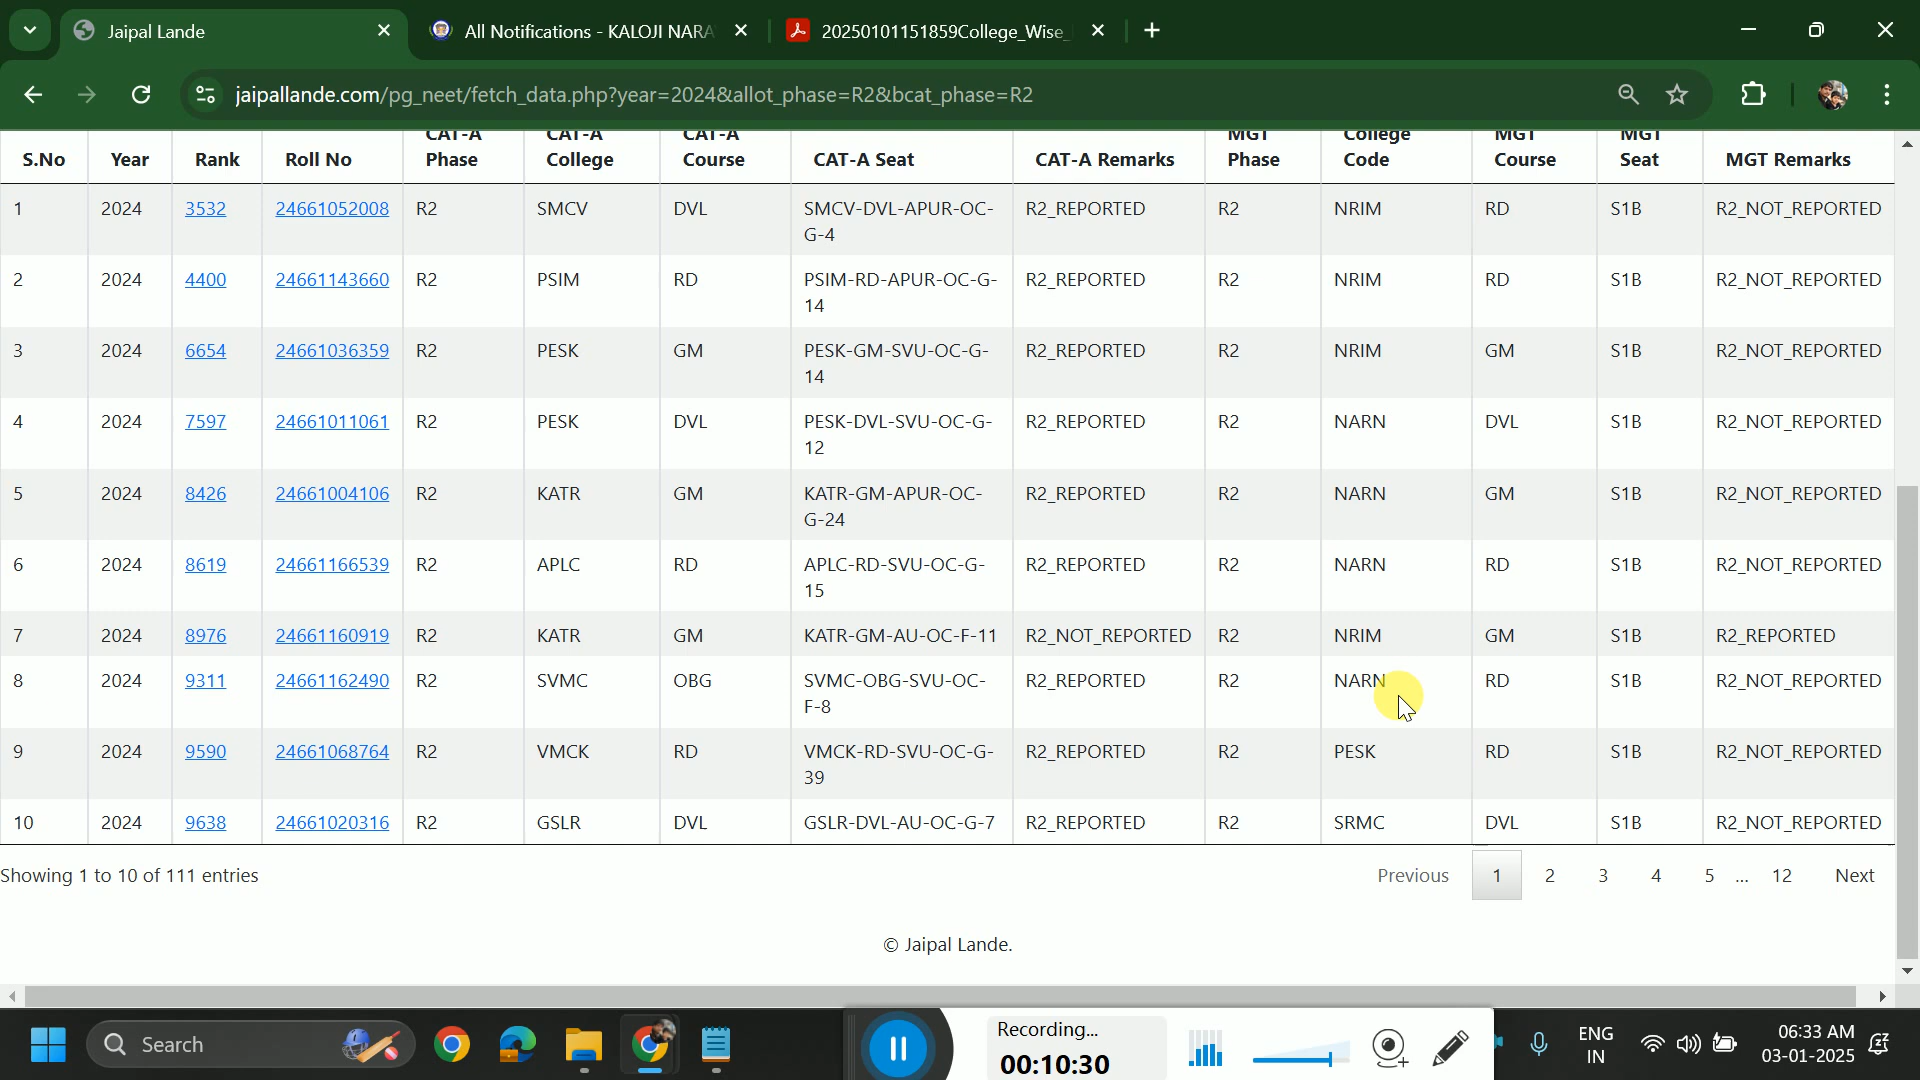 Jaipal Lande
All Notifications - KALOJI NARA
20250101151859College_Wise_
jaipallande.com/pg_neet/fetch_data.php?year=2024&allot_phase=R2&bcat_phase=R2
S.No Year Rank Roll No CAT-A Phase CAT-A College CAT-A Course CAT-A Seat CAT-A Remarks MGT Phase College Code MGT Course MGT Seat MGT Remarks
1 2024 3532 24661052008 R2 SMCV DVL SMCV-DVL-APUR-OC-G-4 R2_REPORTED R2 NRIM RD S1B R2_NOT_REPORTED
2 2024 4400 24661143660 R2 PSIM RD PSIM-RD-APUR-OC-G-14 R2_REPORTED R2 NRIM RD S1B R2_NOT_REPORTED
3 2024 6654 24661036359 R2 PESK GM PESK-GM-SVU-OC-G-14 R2_REPORTED R2 NRIM GM S1B R2_NOT_REPORTED
4 2024 7597 24661011061 R2 PESK DVL PESK-DVL-SVU-OC-G-12 R2_REPORTED R2 NARN DVL S1B R2_NOT_REPORTED
5 2024 8426 24661004106 R2 KATR GM KATR-GM-APUR-OC-G-24 R2_REPORTED R2 NARN GM S1B R2_NOT_REPORTED
6 2024 8619 24661166539 R2 APLC RD APLC-RD-SVU-OC-G-15 R2_REPORTED R2 NARN RD S1B R2_NOT_REPORTED
7 2024 8976 24661160919 R2 KATR GM KATR-GM-AU-OC-F-11 R2_NOT_REPORTED R2 NRIM GM S1B R2_REPORTED
8 2024 9311 24661162490 R2 SVMC OBG SVMC-OBG-SVU-OC-F-8 R2_REPORTED R2 NARN RD S1B R2_NOT_REPORTED
9 2024 9590 24661068764 R2 VMCK RD VMCK-RD-SVU-OC-G-39 R2_REPORTED R2 PESK RD S1B R2_NOT_REPORTED
10 2024 9638 24661020316 R2 GSLR DVL GSLR-DVL-AU-OC-G-7 R2_REPORTED R2 SRMC DVL S1B R2_NOT_REPORTED
Showing 1 to 10 of 111 entries Previous 1 2 3 4 5 ... 12 Next
© Jaipal Lande.
Search
Recording...
00:10:30
ENG
IN
06:33 AM
03-01-2025